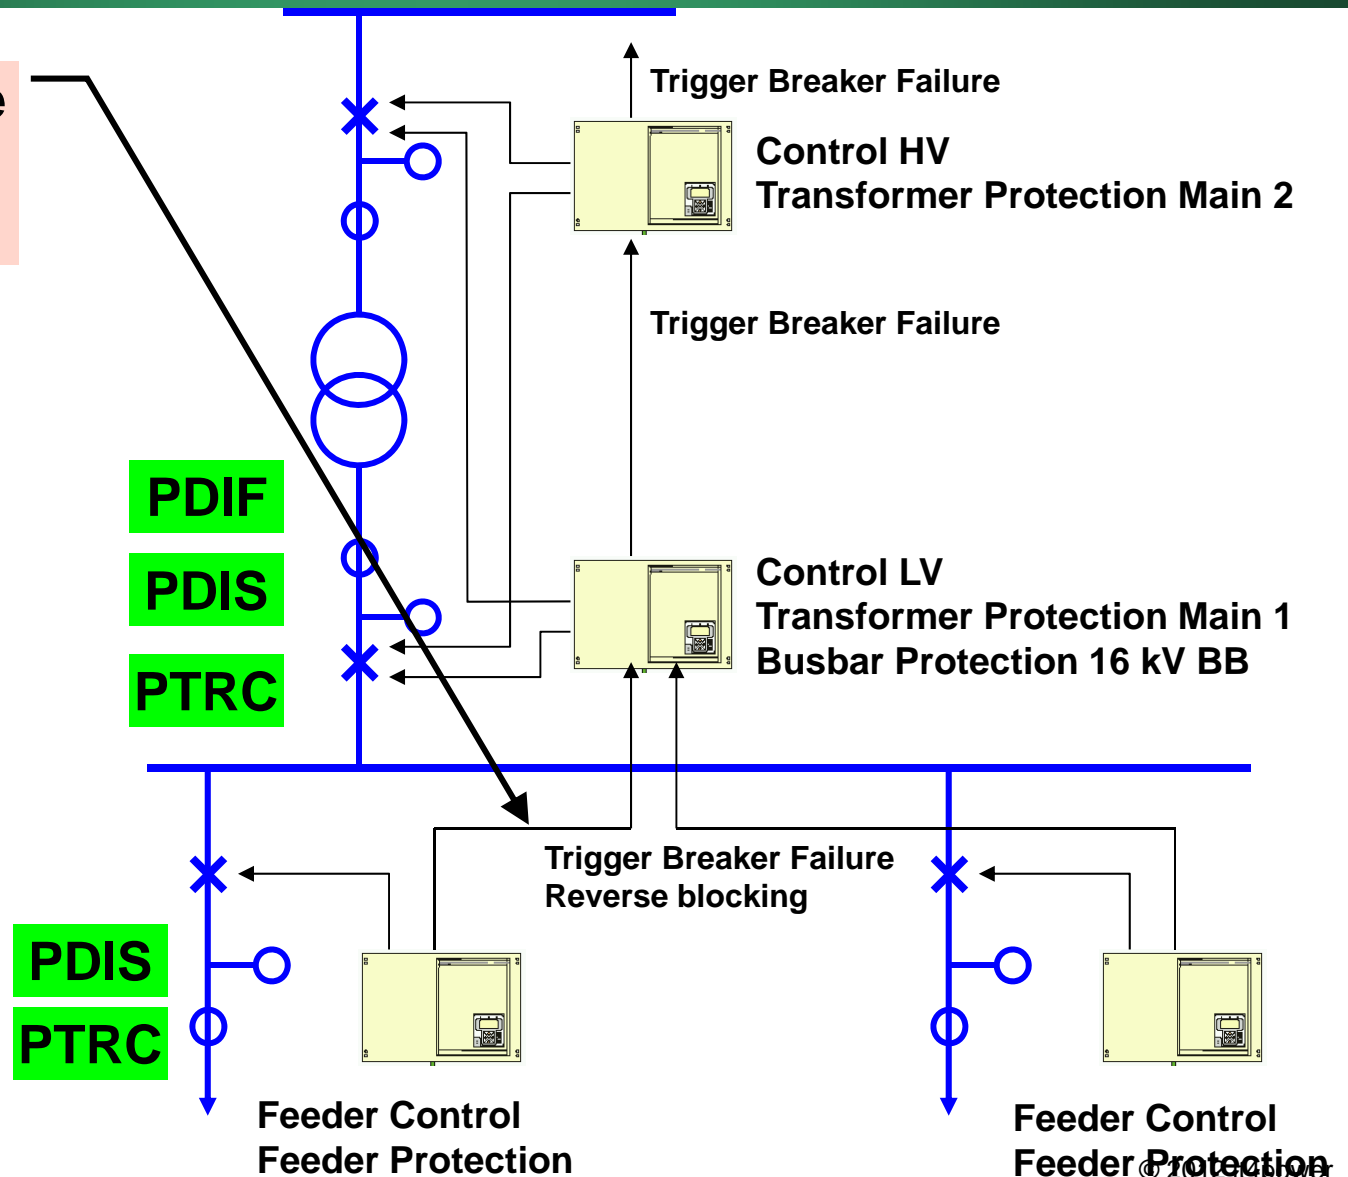 Trigger Breaker Failure
Control HV
Transformer Protection Main 2
Trigger Breaker Failure
PDIF
PDIS
PTRC
Control LV
Transformer Protection Main 1
Busbar Protection 16 kV BB
Trigger Breaker Failure
Reverse blocking
PDIS
PTRC
Feeder Control
Feeder Protection
Feeder Control
Feeder Protection
© 2012